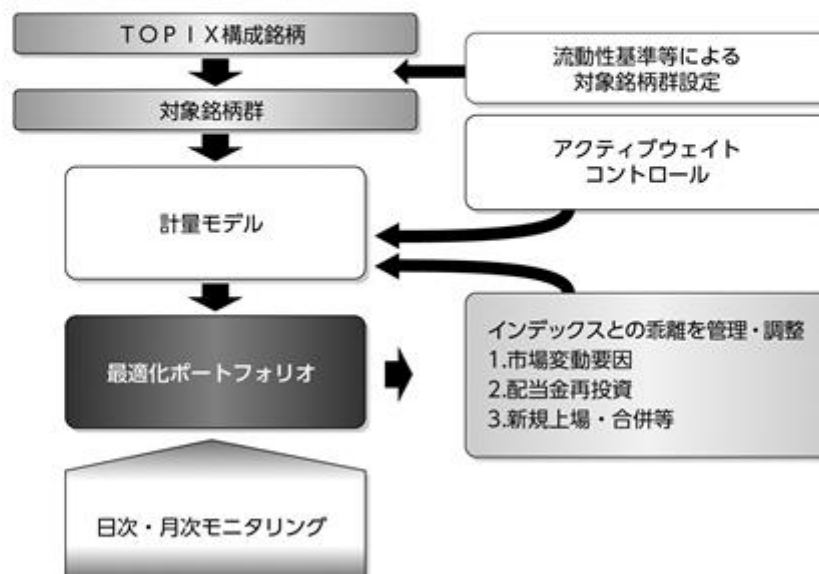 TOPIX構成銘柄
流動性基準等による
対象銘柄群設定
対象銘柄群
アクティブウェイト
コントロール
計量モデル
インデックスとの乖離を管理・調整
1.市場変動要因
2.配当金再投資
3.新規上場・合併等
最適化ポートフォリオ
日次・月次モニタリング